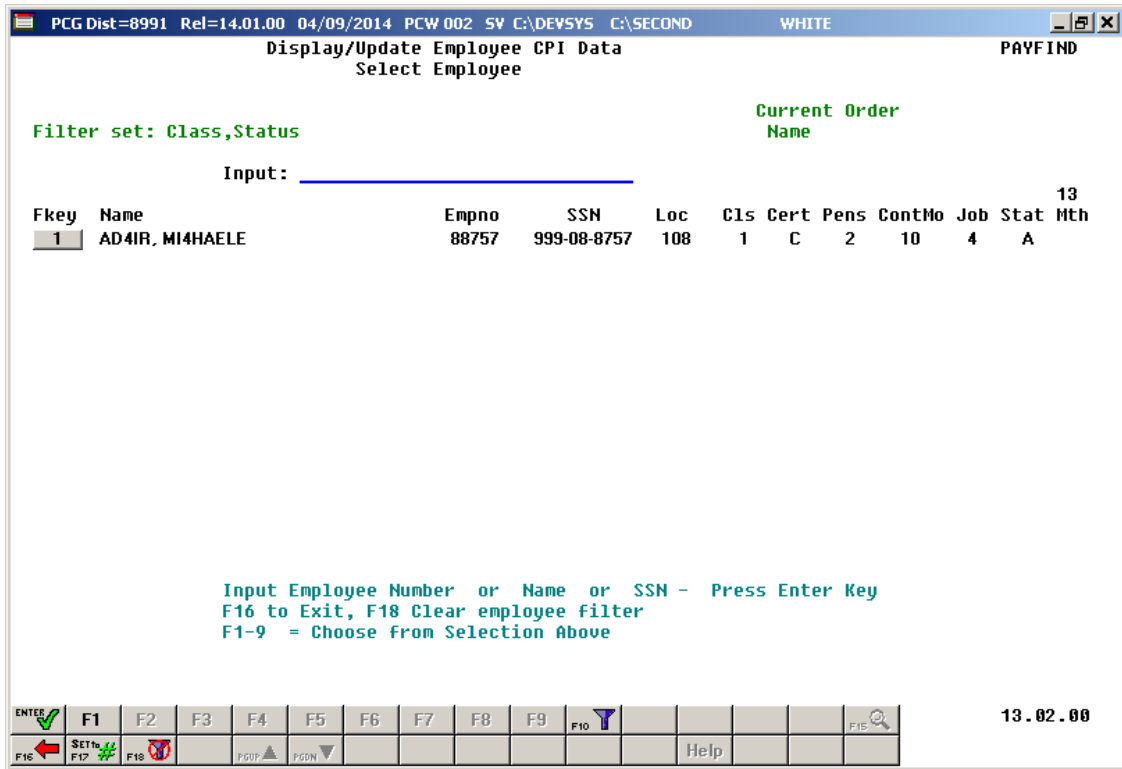 PCG Dist=8991 Rel=14.01.00 04/09/2014 PCW 002 SV C:\DEVSYS C:\SECOND WHITE
Display/Update Employee CPI Data PAYFIND
Select Employee
Current Order
Filter set: Class,Status Name
Input:
13
Fkey Name Empno SSN Loc Cls Cert Pens ContMo Job Stat Mth
1 AD4IR, MI4HAELE 88757 999-08-8757 108 1 C 2 10 4 A
Input Employee Number or Name or SSN - Press Enter Key
F16 to Exit, F18 Clear employee filter
F1-9 = Choose from Selection Above
ENTER F1 F2 F3 F4 F5 F6 F7 F8 F9 F10 F15 13.02.00
F16 SETto F17 # F18 PGUP PGDN Help